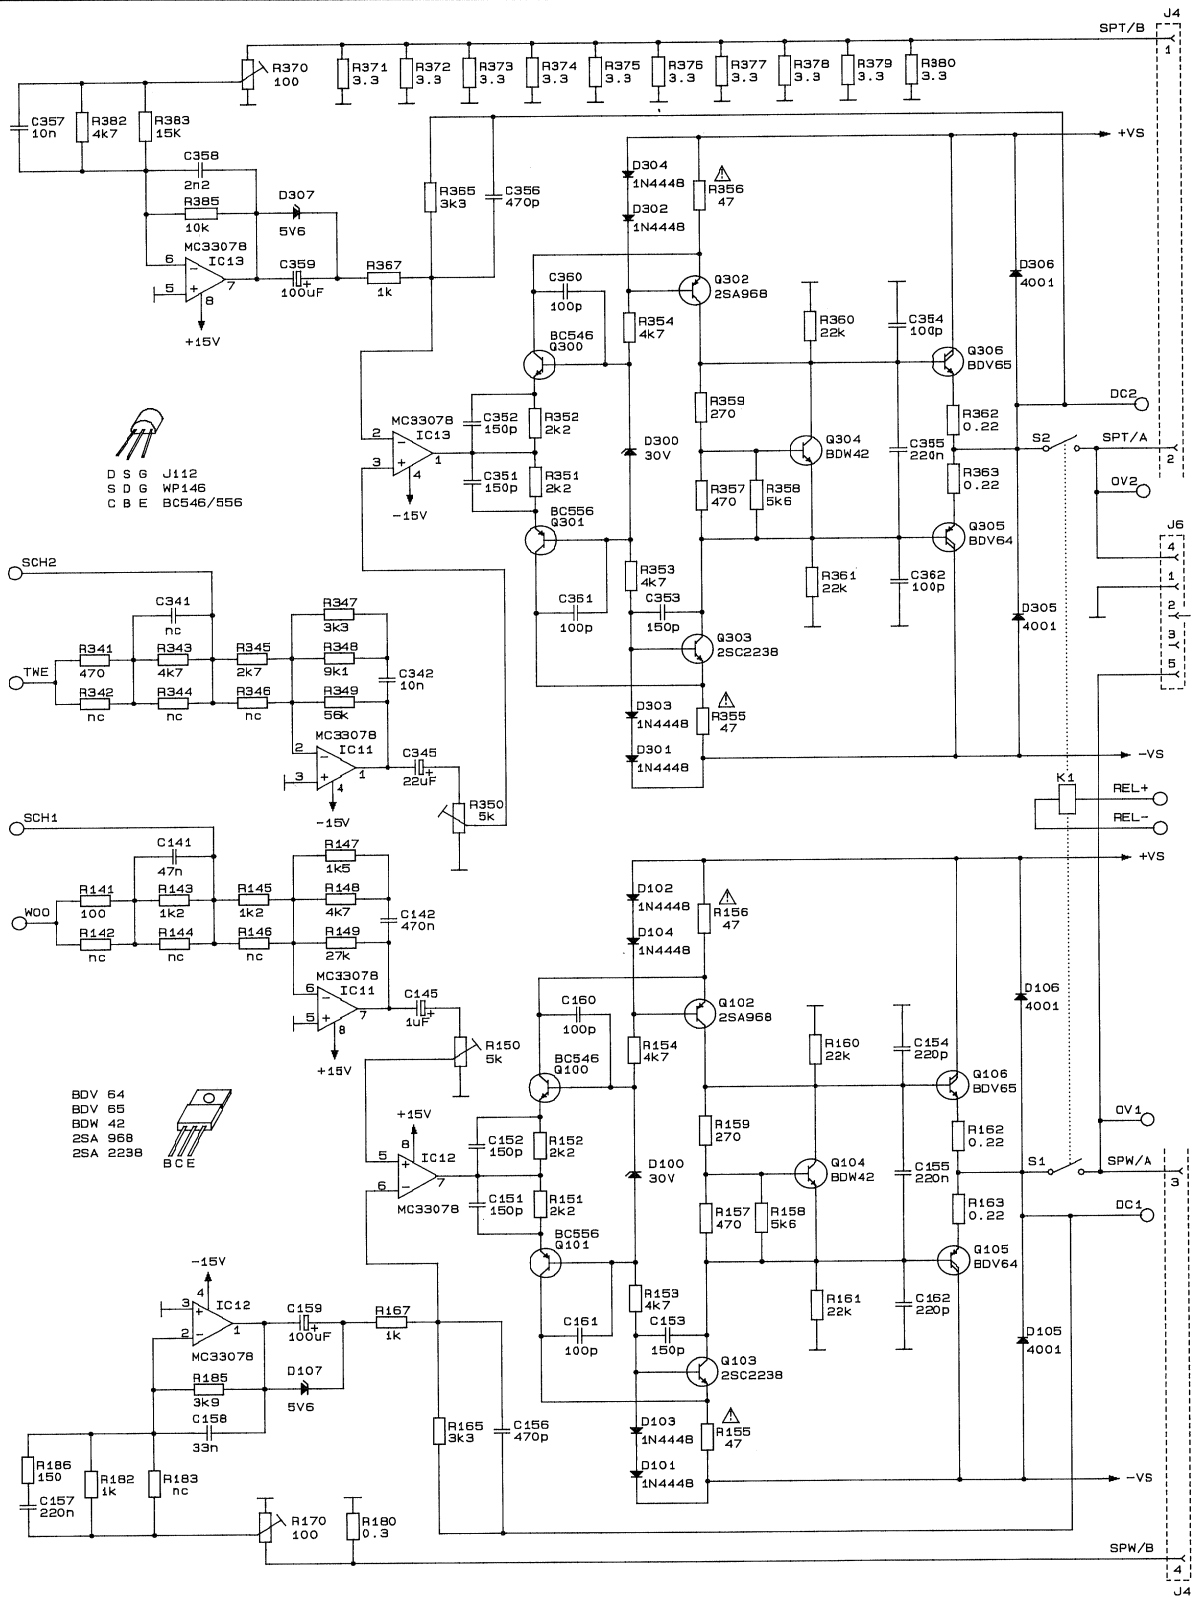 J4
SPT/B
1
R370
100
R371
3.3
R372
3.3
R373
3.3
R374
3.3
R375
3.3
R376
3.3
R377
3.3
R378
3.3
R379
3.3
R380
3.3
C357
10n
R382
4k7
R383
15K
C358
2n2
R385
10k
D307
5V6
MC33078
IC13
6
5
7
8
+15V
C359
100uF
+
R367
1k
R365
3k3
C356
470p
D304
1N4448
D302
1N4448
R356
47
+VS
C360
100p
Q302
2SA968
D306
4001
R354
4k7
R360
22k
C354
100p
BC546
Q300
Q306
BDV65
R359
270
R362
0.22
DC2
D S G J112
S D G WP146
C B E BC546/556
MC33078
IC13
2
3
1
4
-15V
C352
150p
R352
2k2
C351
150p
R351
2k2
D300
30V
Q304
BDW42
C355
220n
S2
SPT/A
2
R363
0.22
R357
470
R358
5k6
0V2
BC556
Q301
Q305
BDV64
J6
4
1
2
3
5
SCH2
C341
nc
R347
3k3
R353
4k7
C361
100p
C353
150p
R361
22k
C362
100p
D305
4001
Q303
2SC2238
TWE
R341
470
R343
4k7
R345
2k7
R348
9k1
C342
10n
R342
nc
R344
nc
R346
nc
R349
56k
D303
1N4448
R355
47
D301
1N4448
-VS
MC33078
IC11
2
3
1
4
-15V
C345
22uF
+
R350
5k
K1
REL+
REL-
SCH1
C141
47n
R147
1k5
+VS
WOO
R141
100
R143
1k2
R145
1k2
R148
4k7
C142
470n
R142
nc
R144
nc
R146
nc
R149
27k
D102
1N4448
D104
1N4448
R156
47
MC33078
IC11
6
5
7
8
+15V
C145
1uF
+
R150
5k
C160
100p
Q102
2SA968
D106
4001
R154
4k7
R160
22k
C154
220p
BC546
Q100
Q106
BDV65
BDV 64
BDV 65
BDW 42
2SA 968
2SA 2238
B C E
+15V
8
5
6
7
IC12
MC33078
C152
150p
R152
2k2
C151
150p
R151
2k2
R159
270
R162
0.22
0V1
D100
30V
Q104
BDW42
C155
220n
S1
SPW/A
3
R157
470
R158
5k6
R163
0.22
DC1
BC556
Q101
Q105
BDV64
-15V
4
3
2
1
IC12
MC33078
C159
100uF
+
R167
1k
R153
4k7
C161
100p
C153
150p
R161
22k
C162
220p
D105
4001
Q103
2SC2238
R185
3k9
D107
5V6
C158
33n
R165
3k3
C156
470p
D103
1N4448
R155
47
D101
1N4448
-VS
R186
150
C157
220n
R182
1k
R183
nc
R170
100
R180
0.3
SPW/B
4
J4